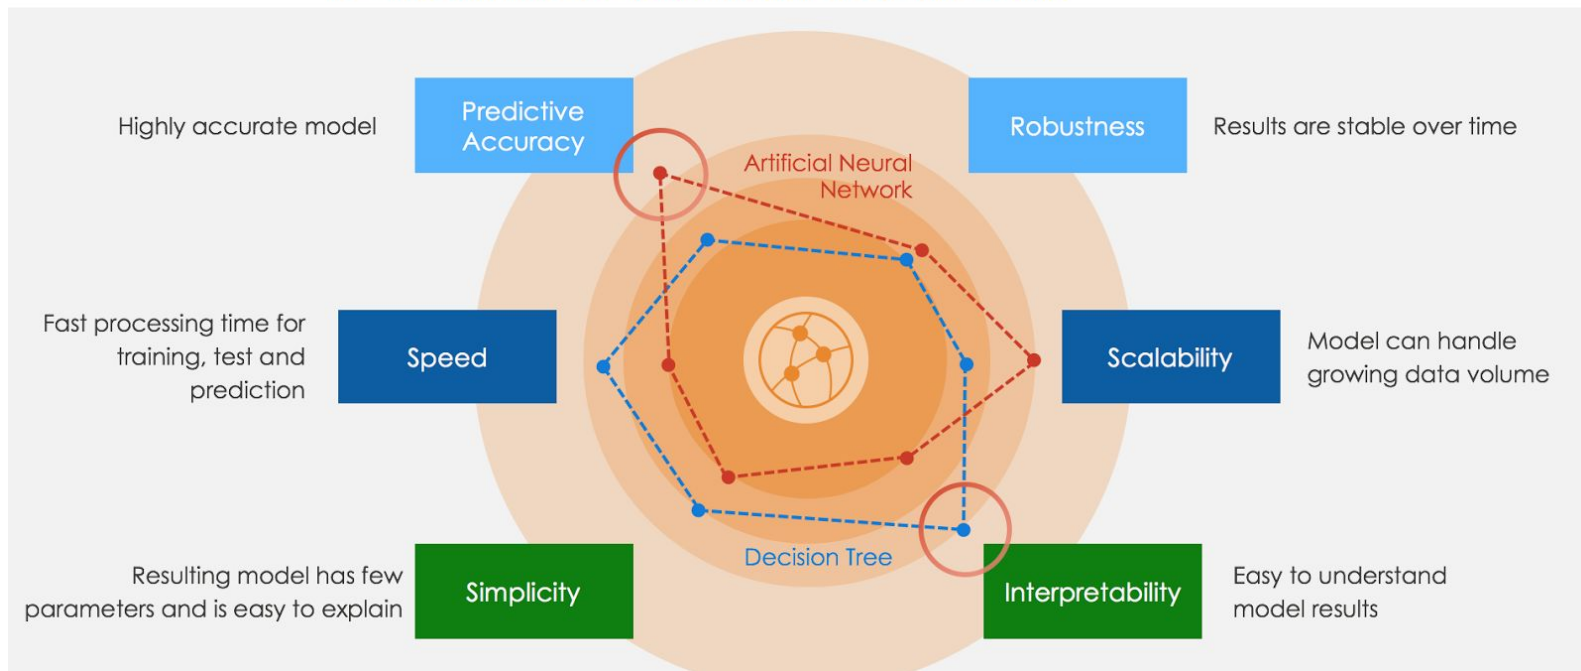 Highly accurate model
Predictive
Accuracy
Robustness
Results are stable over time
Artificial Neural
Network
Fast processing time for
training, test and
prediction
Speed
Scalability
Model can handle
growing data volume
Decision Tree
Resulting model has few
parameters and is easy to explain
Simplicity
Interpretability
Easy to understand
model results